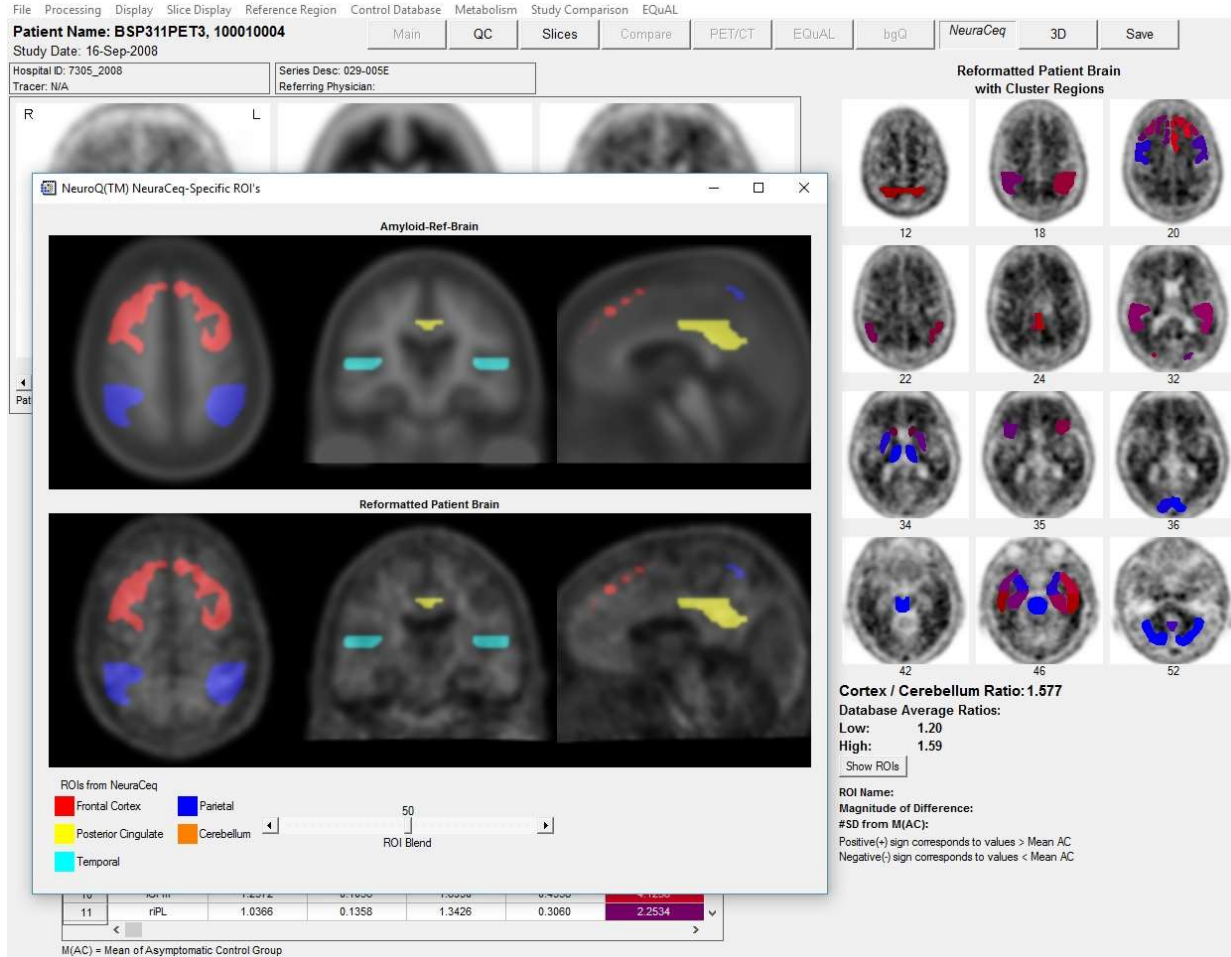 File Processing Display Slice Display Reference Region Control Database Metabolism Study Comparison EQuAL
Patient Name: BSP311PET3, 100010004
Study Date: 16-Sep-2008
Main QC Slices Compare PET/CT EQuAL bgQ NeuraCeq 3D Save
Hospital ID: 7305_2008
Tracer: N/A
Series Desc: 029-005E
Referring Physician:
R L
Pat
NeuroQ(TM) NeuraCeq-Specific ROI's
Amyloid-Ref-Brain
Reformatted Patient Brain
ROIs from NeuraCeq
Frontal Cortex Parietal
Posterior Cingulate Cerebellum
Temporal
50
ROI Blend
11 riPL 1.0366 0.1358 1.3426 0.3060 2.2534
M(AC) = Mean of Asymptomatic Control Group
Reformatted Patient Brain
with Cluster Regions
12 18 20
22 24 32
34 35 36
42 46 52
Cortex / Cerebellum Ratio: 1.577
Database Average Ratios:
Low: 1.20
High: 1.59
Show ROIs
ROI Name:
Magnitude of Difference:
#SD from M(AC):
Positive(+) sign corresponds to values > Mean AC
Negative(-) sign corresponds to values < Mean AC